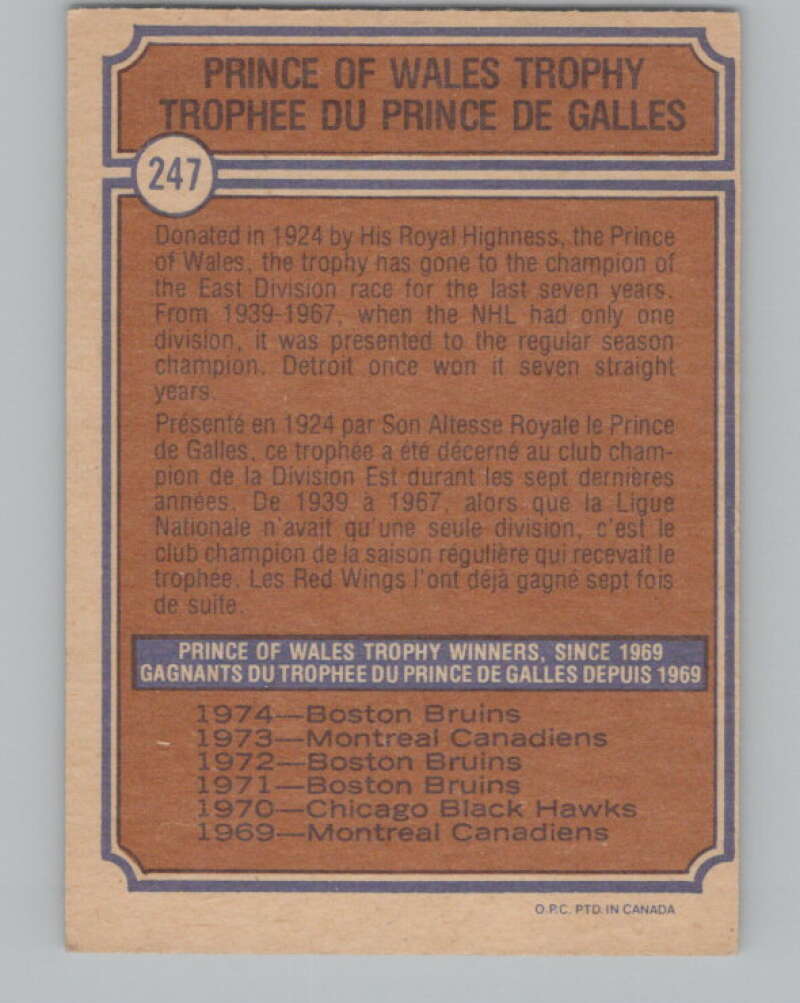 PRINCE OF WALES TROPHY
TROPHEE DU PRINCE DE GALLES
247
Donated in 1924 by His Royal Highness, the Prince
of Wales, the trophy has gone to the champion of
the East Division race for the last seven years.
From 1939-1967, when the NHL had only one
division, it was presented to the regular season
champion. Detroit once won it seven straight
years.
Présenté en 1924 par Son Altesse Royale le Prince
de Galles, ce trophée a été décerné au club cham-
pion de la Division Est durant les sept dernières
années. De 1939 à 1967, alors que la Ligue
Nationale n'avait qu'une seule division, c'est le
club champion de la saison régulière qui recevait le
trophée. Les Red Wings l'ont déjà gagné sept fois
de suite.
PRINCE OF WALES TROPHY WINNERS, SINCE 1969
GAGNANTS DU TROPHEE DU PRINCE DE GALLES DEPUIS 1969
1974—Boston Bruins
1973—Montreal Canadiens
1972—Boston Bruins
1971—Boston Bruins
1970—Chicago Black Hawks
1969—Montreal Canadiens
O.P.C. PTD. IN CANADA